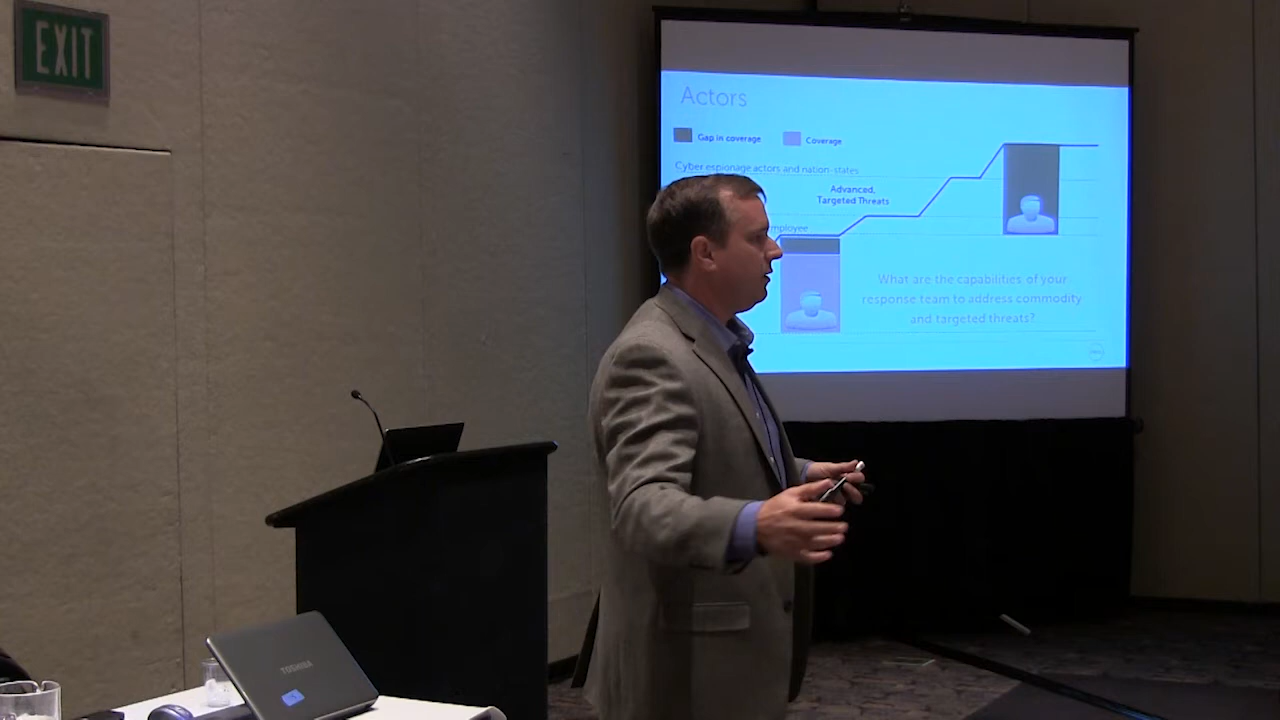 EXIT
Actors
Gap in coverage
Coverage
Cyber espionage actors and nation-states
Advanced,
Targeted Threats
mployee
What are the capabilities of your
response team to address commodity
and targeted threats?
TOSHIBA